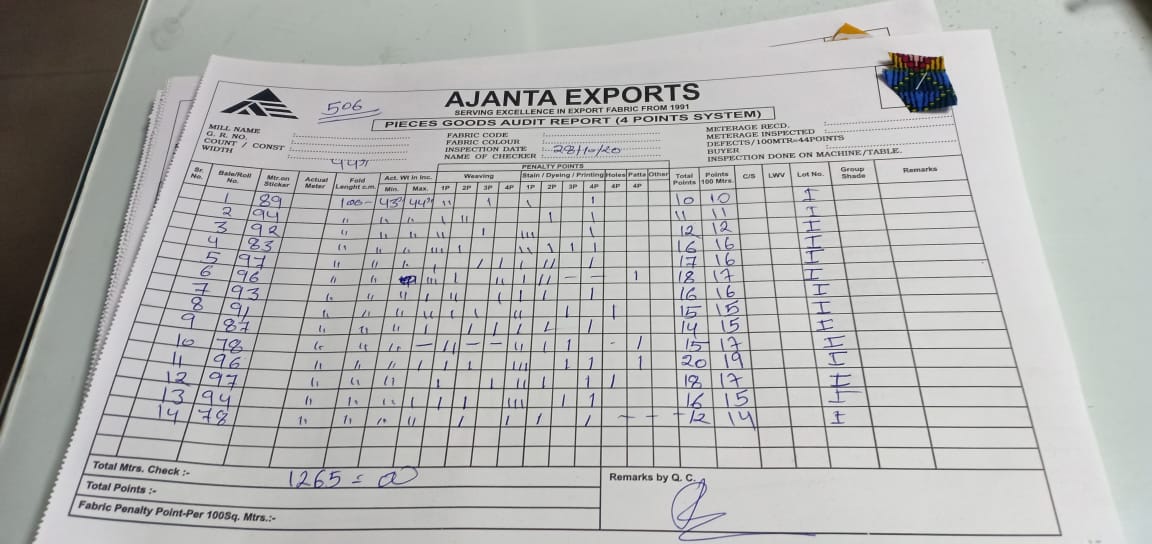 506
AJANTA EXPORTS
SERVING EXCELLENCE IN EXPORT FABRIC FROM 1991
PIECES GOODS AUDIT REPORT (4 POINTS SYSTEM)
MILL NAME
G. R. NO.
COUNT / CONST
WIDTH
44"
FABRIC CODE
FABRIC COLOUR
INSPECTION DATE 28/10/20
NAME OF CHECKER
METERAGE RECD.
METERAGE INSPECTED
DEFECTS/100MTR=44POINTS
BUYER
INSPECTION DONE ON MACHINE/TABLE.
PENALTY POINTS
Sr. No. Bale/Roll No. Mtr.on Sticker Actual Meter Fold Lenght c.m. Act. Wt in Inc. Weaving Stain / Dyeing / Printing Holes Patta Other Total Points Points 100 Mtrs. C/S LWV Lot No. Group Shade Remarks
Min. Max. 1P 2P 3P 4P 1P 2P 3P 4P 4P 4P
1 89 100- 43" 44" 10 10 I
2 94 11 11 I
3 92 12 12 I
4 83 16 16 I
5 97 17 16 I
6 96 18 17 I
7 93 16 16 I
8 91 15 15 I
9 87 14 15 I
10 78 15 17 I
11 96 20 19 I
12 97 18 17 I
13 94 16 15 I
14 78 12 14 I
Total Mtrs. Check :- 1265 =
Total Points :-
Fabric Penalty Point-Per 100Sq. Mtrs.:-
Remarks by Q. C.